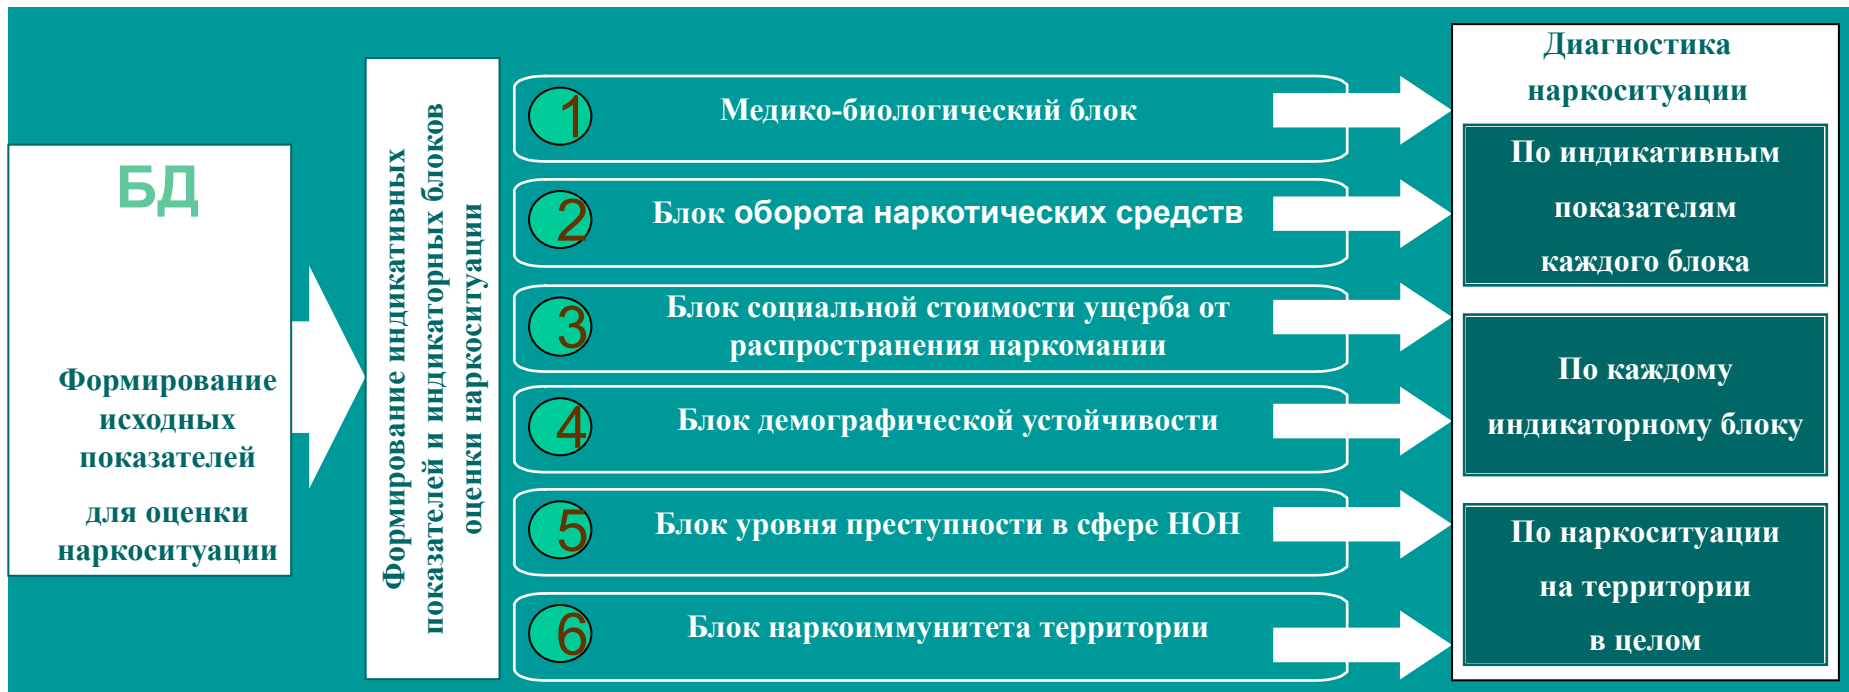 БД
Формирование
исходных
показателей
для оценки
наркоситуации
Формирование индикативных
показателей и индикаторных блоков
оценки наркоситуации
1
Медико-биологический блок
2
Блок оборота наркотических средств
3
Блок социальной стоимости ущерба от
распространения наркомании
4
Блок демографической устойчивости
5
Блок уровня преступности в сфере НОН
6
Блок наркоиммунитета территории
Диагностика
наркоситуации
По индикативным
показателям
каждого блока
По каждому
индикаторному блоку
По наркоситуации
на территории
в целом